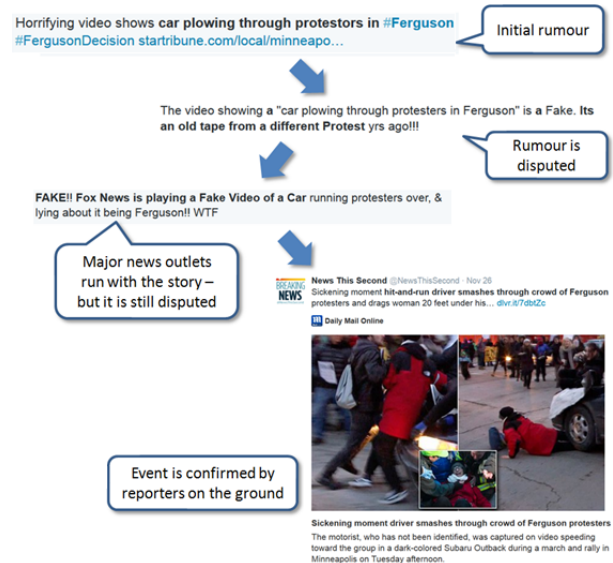 Horrifying video shows car plowing through protestors in #Ferguson
#FergusonDecision startribune.com/local/minneapo…
Initial rumour
The video showing a "car plowing through protesters in Ferguson" is a Fake. Its
an old tape from a different Protest yrs ago!!!
Rumour is
disputed
FAKE!! Fox News is playing a Fake Video of a Car running protesters over, &
lying about it being Ferguson!! WTF
Major news outlets
run with the story –
but it is still disputed
BREAKING
NEWS
News This Second @NewsThisSecond · Nov 26
Sickening moment hit-and-run driver smashes through crowd of Ferguson
protesters and drags woman 20 feet under his… dlvr.it/7dbtZc
Daily Mail Online
Event is confirmed by
reporters on the ground
Sickening moment driver smashes through crowd of Ferguson protesters
The motorist, who has not been identified, was captured on video speeding
toward the group in a dark-colored Subaru Outback during a march and rally in
Minneapolis on Tuesday afternoon.